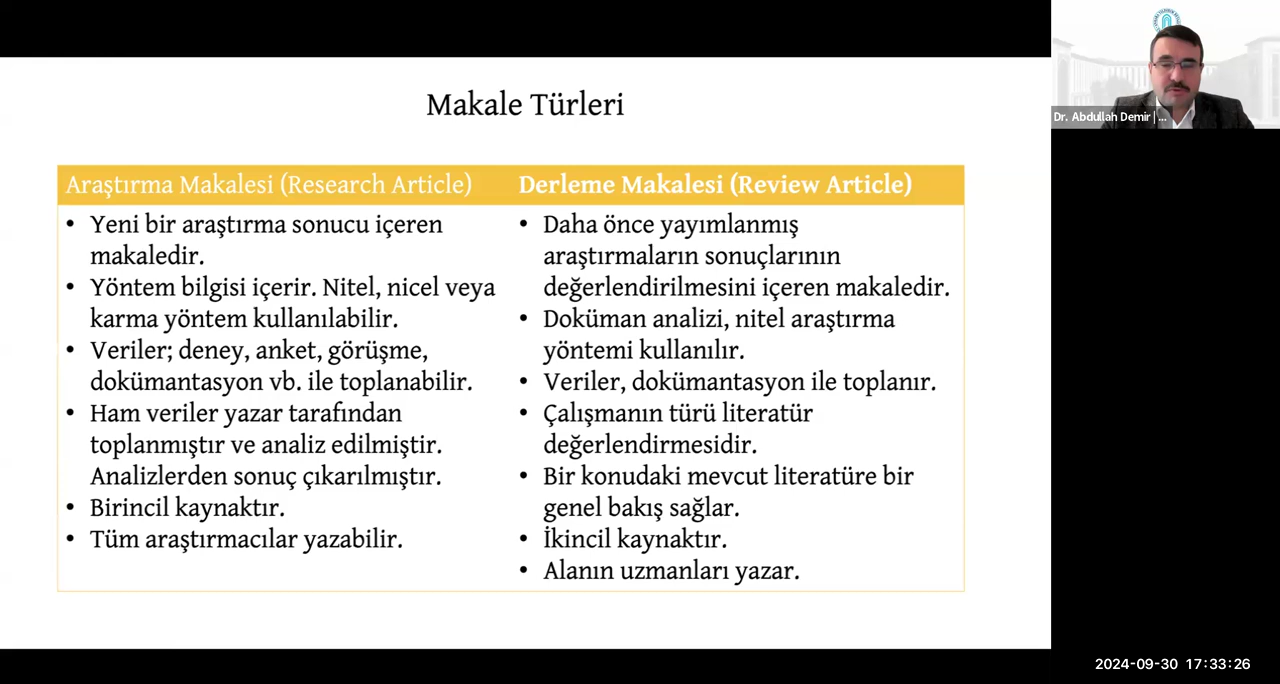 Makale Türleri
Araştırma Makalesi (Research Article)
Yeni bir araştırma sonucu içeren
makaledir.
Yöntem bilgisi içerir. Nitel, nicel veya
karma yöntem kullanılabilir.
Veriler; deney, anket, görüşme,
dokümantasyon vb. ile toplanabilir.
Ham veriler yazar tarafından
toplanmıştır ve analiz edilmiştir.
Analizlerden sonuç çıkarılmıştır.
Birincil kaynaktır.
Tüm araştırmacılar yazabilir.
Derleme Makalesi (Review Article)
Daha önce yayımlanmış
araştırmaların sonuçlarının
değerlendirilmesini içeren makaledir.
Doküman analizi, nitel araştırma
yöntemi kullanılır.
Veriler, dokümantasyon ile toplanır.
Çalışmanın türü literatür
değerlendirmesidir.
Bir konudaki mevcut literatüre bir
genel bakış sağlar.
İkincil kaynaktır.
Alanın uzmanları yazar.
Dr. Abdullah Demir | ...
2024-09-30 17:33:26